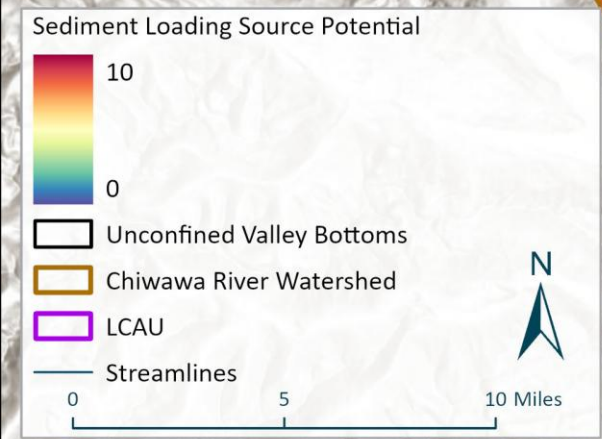 Sediment Loading Source Potential
10
0
Unconfined Valley Bottoms
Chiwawa River Watershed
LCAU
Streamlines
N
0 5 10 Miles